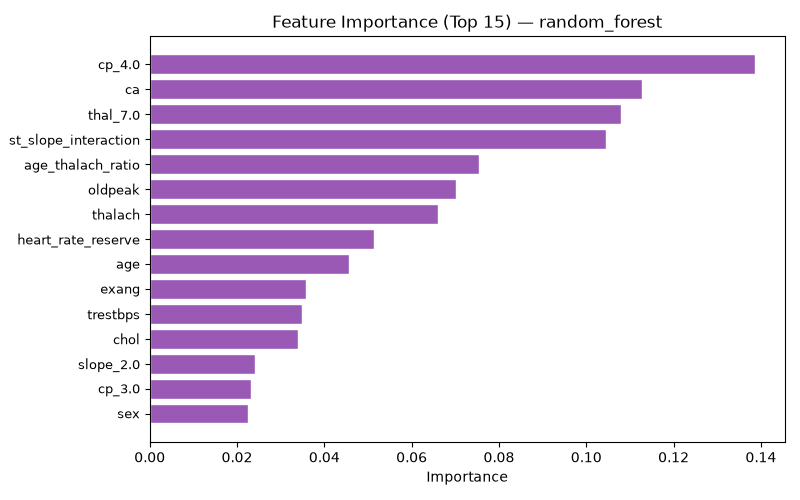 Feature Importance (Top 15) — random_forest
cp_4.0
ca
thal_7.0
st_slope_interaction
age_thalach_ratio
oldpeak
thalach
heart_rate_reserve
age
exang
trestbps
chol
slope_2.0
cp_3.0
sex
0.00 0.02 0.04 0.06 0.08 0.10 0.12 0.14
Importance